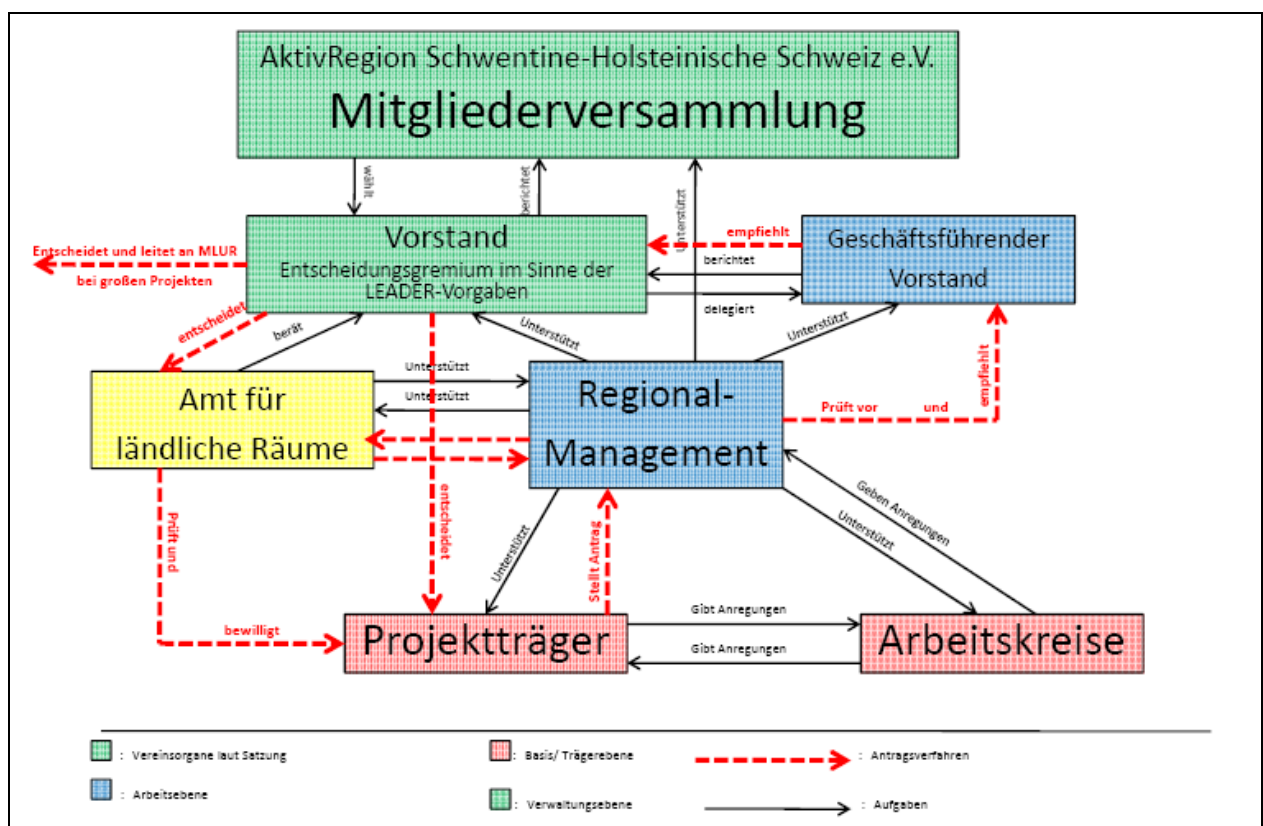 AktivRegion Schwentine-Holsteinische Schweiz e.V.
Mitgliederversammlung
wählt
berichtet
Unterstützt
Vorstand
Entscheidungsgremium im Sinne der
LEADER-Vorgaben
empfiehlt
berichtet
delegiert
Geschäftsführender
Vorstand
Entscheidet und leitet an MLUR
bei großen Projekten
entscheidet
berät
Unterstützt
Unterstützt
Amt für
ländliche Räume
Unterstützt
Unterstützt
Regional-
Management
Prüft vor und
empfiehlt
Prüft und
bewilligt
entscheidet
Unterstützt
Stellt Antrag
Geben Anregungen
Unterstützt
Projektträger
Gibt Anregungen
Gibt Anregungen
Arbeitskreise
: Vereinsorgane laut Satzung
: Basis/ Trägerebene
: Antragsverfahren
: Arbeitsebene
: Verwaltungsebene
: Aufgaben